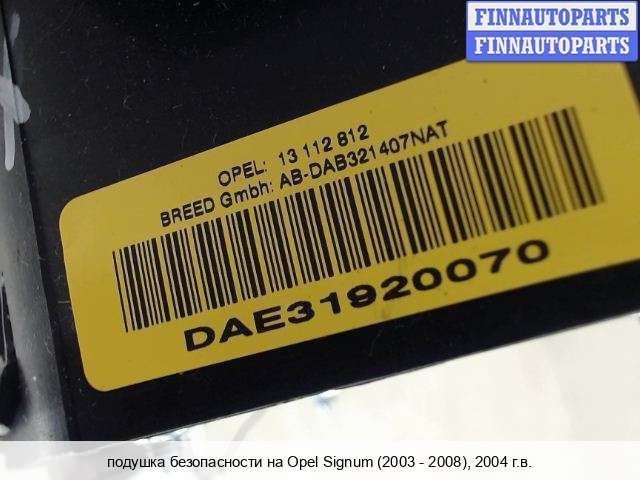 FINNAUTOPARTS
FINNAUTOPARTS
OPEL: 13 112 812
BREED Gmbh: AB-DAB321407NAT
DAE31920070
подушка безопасности на Opel Signum (2003 - 2008), 2004 г.в.